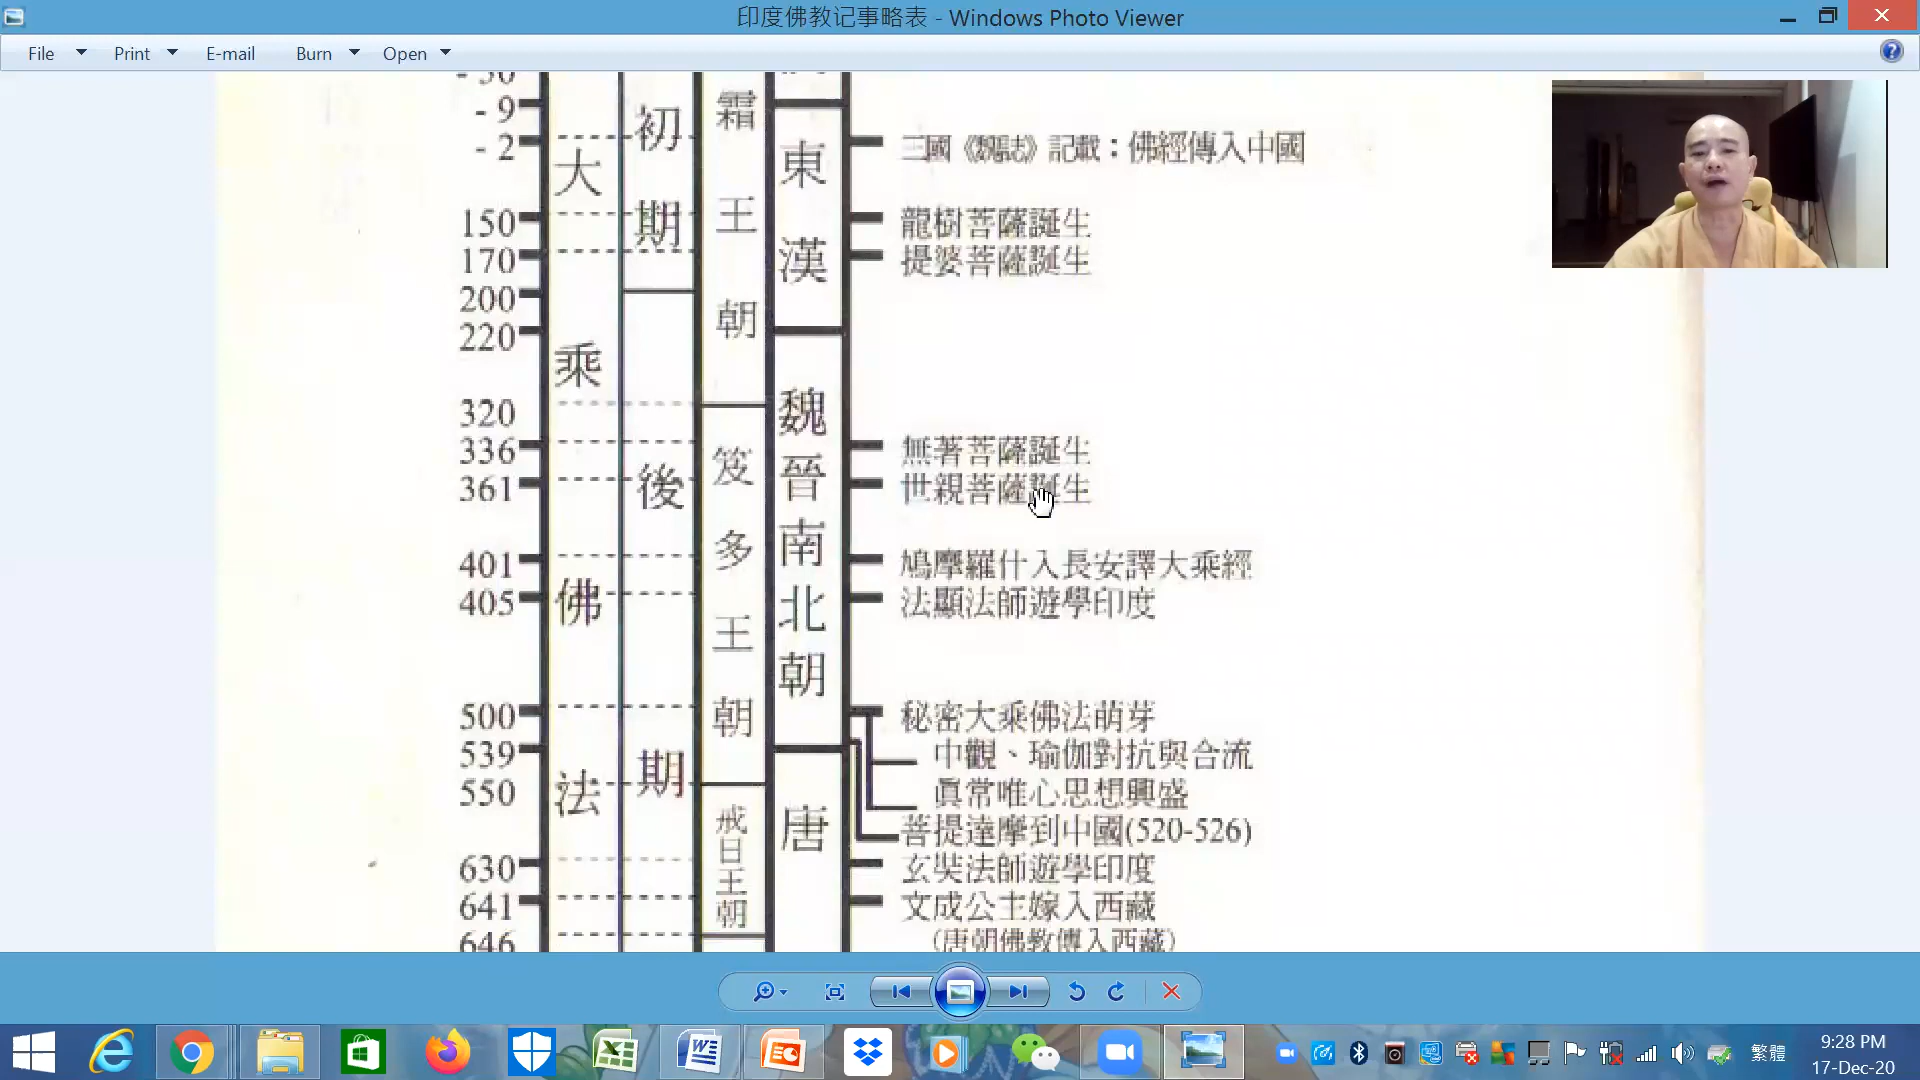 印度佛教记事略表 - Windows Photo Viewer
File Print E-mail Burn Open
- 9
- 2
150
170
200
220
320
336
361
401
405
500
539
550
630
641
646
大乘佛法
初期
後期
霜王朝
笈多王朝
戒日王朝
東漢
魏晉南北朝
唐
三國《魏誌》記載：佛經傳入中國
龍樹菩薩誕生
提婆菩薩誕生
無著菩薩誕生
世親菩薩誕生
鳩摩羅什入長安譯大乘經
法顯法師遊學印度
秘密大乘佛法萌芽
中觀、瑜伽對抗與合流
眞常唯心思想興盛
菩提達摩到中國(520-526)
玄奘法師遊學印度
文成公主嫁入西藏
(唐朝佛教傳入西藏)
繁體
9:28 PM
17-Dec-20